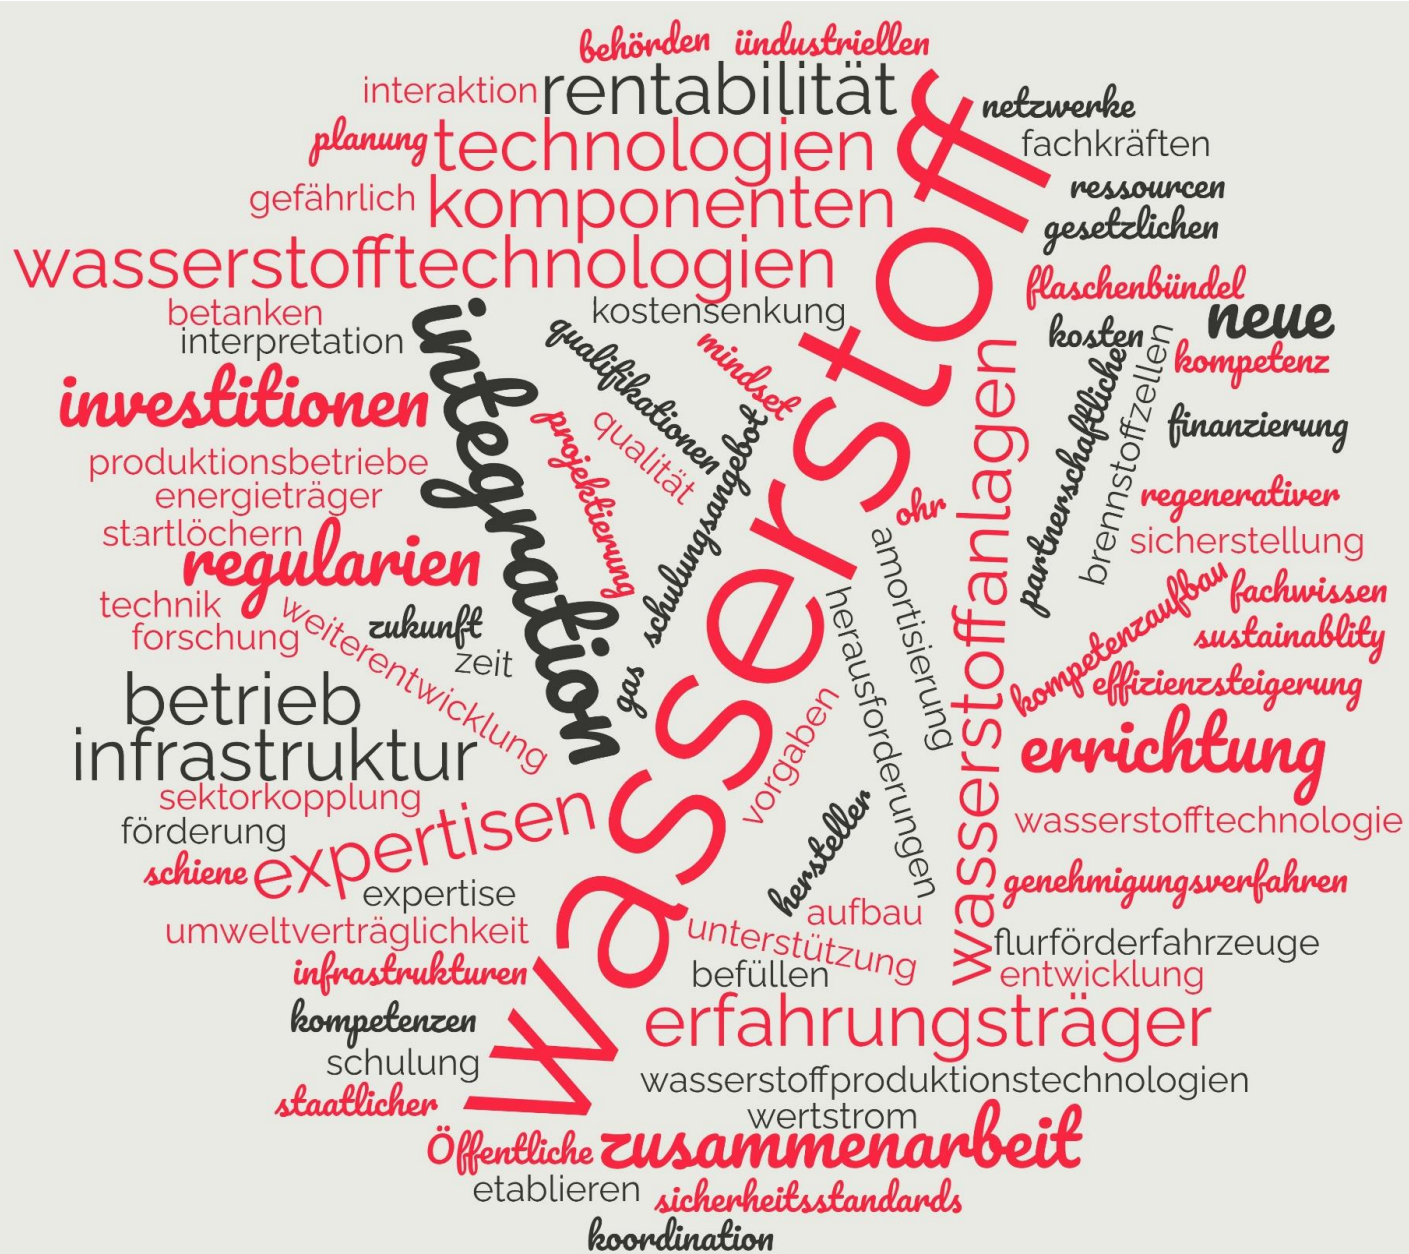 behörden
üindustriellen
interaktion
rentabilität
netzwerke
planung
technologien
fachkräften
gefährlich
komponenten
ressourcen
gesetzlichen
wasserstofftechnologien
wasserstoff
flaschenbündel
betanken
kostensenkung
neue
interpretation
integration
qualifikationen
mindset
kosten
kompetenz
investitionen
projektierung
qualität
schulungsangebot
wasserstoffanlagen
partnerschaftliche
brennstoffzellen
finanzierung
produktionsbetriebe
energieträger
ohr
regenerativer
startlöchern
amortisierung
sicherstellung
regularien
technik
weiterentwicklung
zukunft
herausforderungen
kompetenzaufbau
fachwissen
forschung
zeit
gas
sustainablity
betrieb
vorgaben
effizienzsteigerung
infrastruktur
errichtung
sektorkopplung
förderung
expertisen
hersteller
wasserstofftechnologie
schiene
expertise
genehmigungsverfahren
umweltverträglichkeit
aufbau
unterstützung
flurförderfahrzeuge
infrastrukturen
befüllen
entwicklung
kompetenzen
erfahrungsträger
schulung
wasserstoffproduktionstechnologien
staatlicher
wertstrom
Öffentliche
zusammenarbeit
etablieren
sicherheitsstandards
koordination